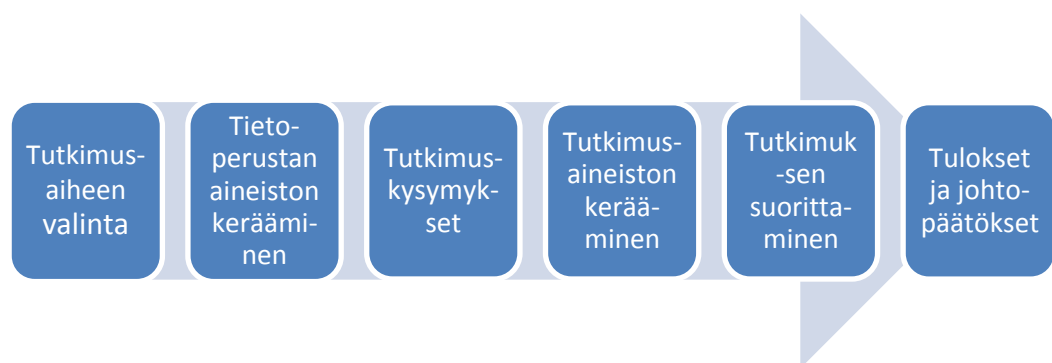 Tutkimus-
aiheen
valinta
Tieto-
perustan
aineiston
keräämi-
nen
Tutkimus-
kysymyk-
set
Tutkimus-
aineiston
kerää-
minen
Tutkimuk
-sen
suoritta-
minen
Tulokset
ja johto-
päätökset